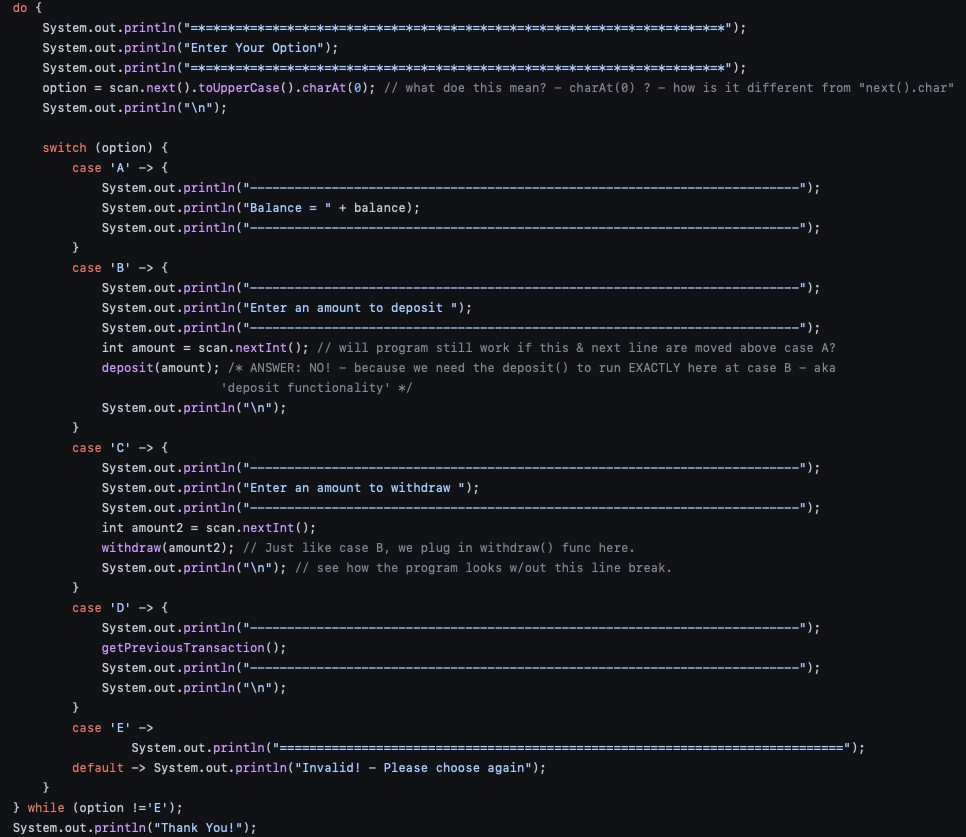 do {
System.out.println("=*=*=*=*=*=*=*=*=*=*=*=*=*=*=*=*=*=*=*=*=*=*=*=*=*=*=*=*=*=*=*=*=*=*=*=*");
System.out.println("Enter Your Option");
System.out.println("=*=*=*=*=*=*=*=*=*=*=*=*=*=*=*=*=*=*=*=*=*=*=*=*=*=*=*=*=*=*=*=*=*=*=*=*");
option = scan.next().toUpperCase().charAt(0); // what doe this mean? - charAt(0) ? - how is it different from "next().char"
System.out.println("\n");
switch (option) {
case 'A' -> {
System.out.println("--------------------------------------------------------------------------");
System.out.println("Balance = " + balance);
System.out.println("--------------------------------------------------------------------------");
}
case 'B' -> {
System.out.println("--------------------------------------------------------------------------");
System.out.println("Enter an amount to deposit ");
System.out.println("--------------------------------------------------------------------------");
int amount = scan.nextInt(); // will program still work if this & next line are moved above case A?
deposit(amount); /* ANSWER: NO! - because we need the deposit() to run EXACTLY here at case B - aka
'deposit functionality' */
System.out.println("\n");
}
case 'C' -> {
System.out.println("--------------------------------------------------------------------------");
System.out.println("Enter an amount to withdraw ");
System.out.println("--------------------------------------------------------------------------");
int amount2 = scan.nextInt();
withdraw(amount2); // Just like case B, we plug in withdraw() func here.
System.out.println("\n"); // see how the program looks w/out this line break.
}
case 'D' -> {
System.out.println("--------------------------------------------------------------------------");
getPreviousTransaction();
System.out.println("--------------------------------------------------------------------------");
System.out.println("\n");
}
case 'E' ->
System.out.println("============================================================================");
default -> System.out.println("Invalid! - Please choose again");
}
} while (option !='E');
System.out.println("Thank You!");